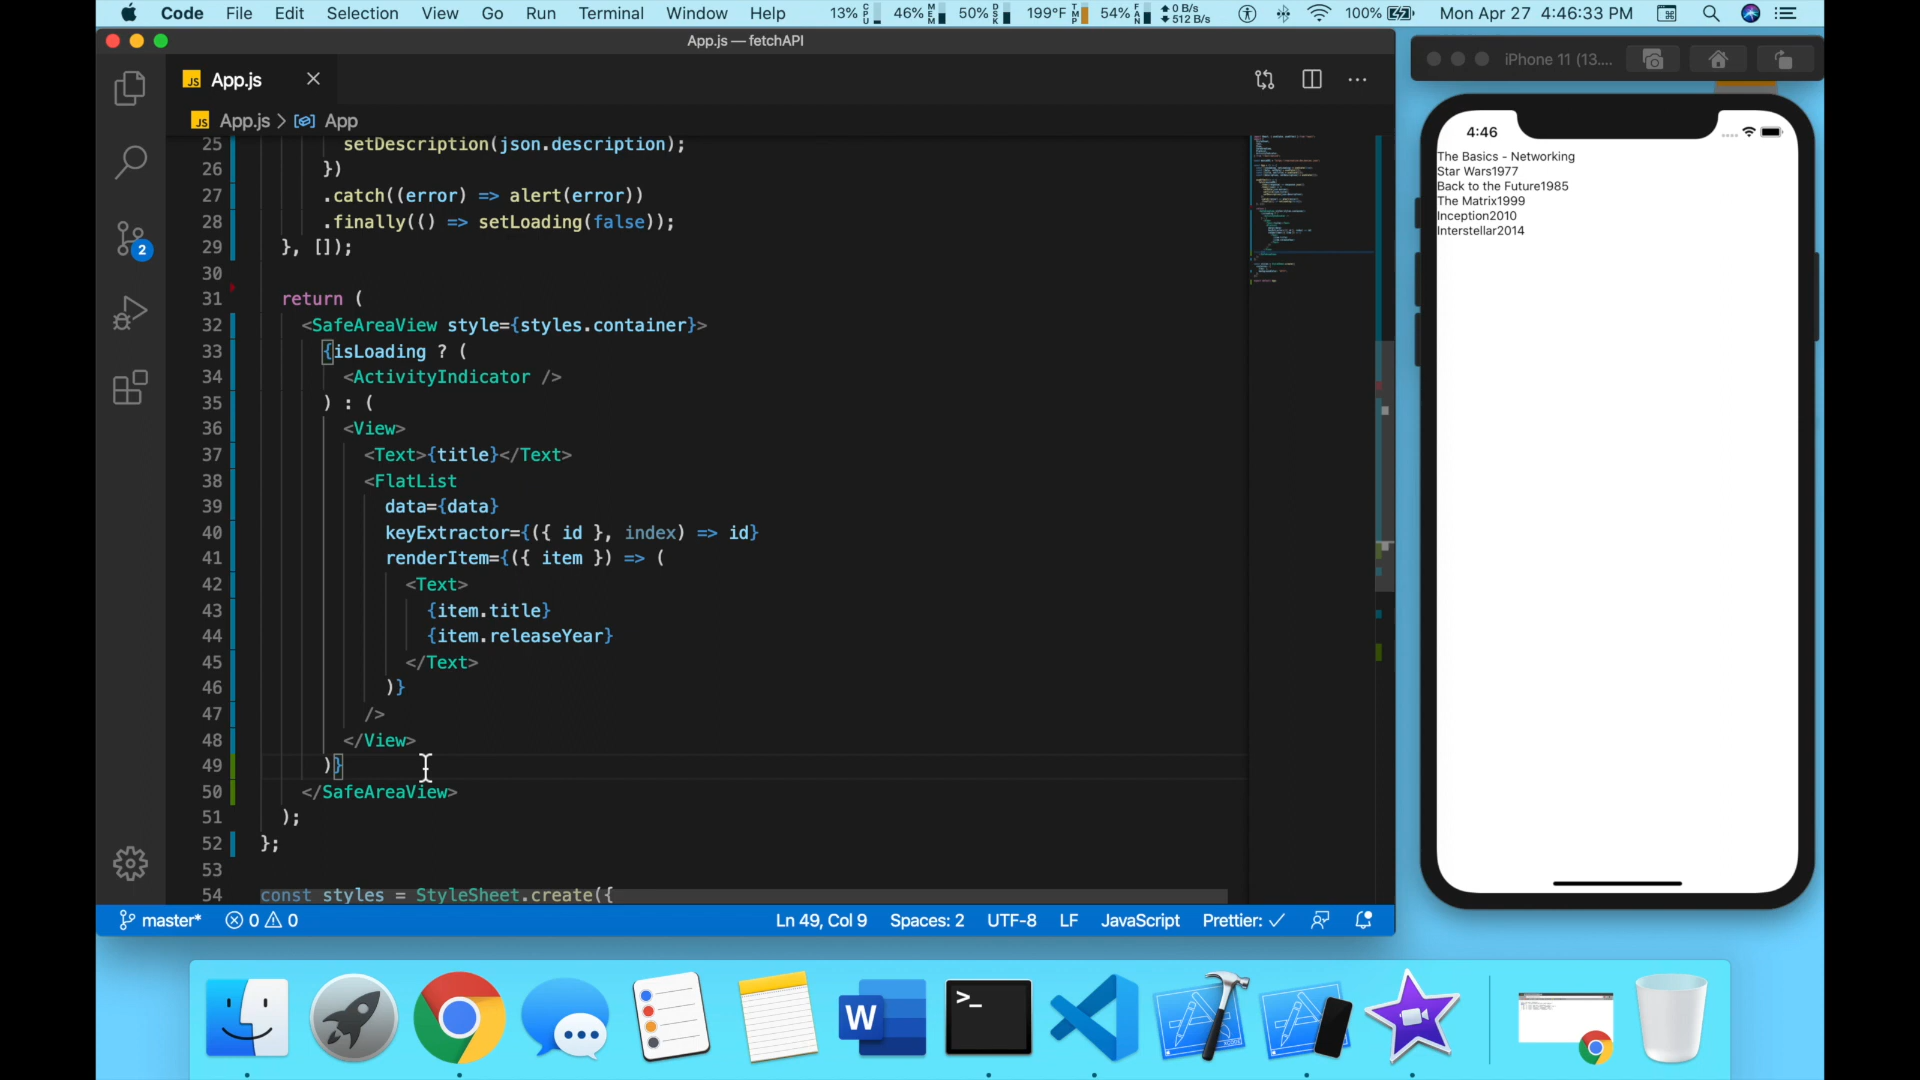 Code File Edit Selection View Go Run Terminal Window Help 13% CPU 46% MEM 50% DSK 199°F TMP 54% FAN 0 B/s 512 B/s 100% Mon Apr 27 4:46:33 PM
App.js — fetchAPI
iPhone 11 (13....
JS App.js
JS App.js > App
25 setDescription(json.description);
26 })
27 .catch((error) => alert(error))
28 .finally(() => setLoading(false));
29 }, []);
30
31 return (
32 <SafeAreaView style={styles.container}>
33 {isLoading ? (
34 <ActivityIndicator />
35 ) : (
36 <View>
37 <Text>{title}</Text>
38 <FlatList
39 data={data}
40 keyExtractor={({ id }, index) => id}
41 renderItem={({ item }) => (
42 <Text>
43 {item.title}
44 {item.releaseYear}
45 </Text>
46 )}
47 />
48 </View>
49 )}
50 </SafeAreaView>
51 );
52 };
53
54 const styles = StyleSheet.create({
2
4:46
The Basics - Networking
Star Wars1977
Back to the Future1985
The Matrix1999
Inception2010
Interstellar2014
master* 0 0 Ln 49, Col 9 Spaces: 2 UTF-8 LF JavaScript Prettier: ✓
W >_